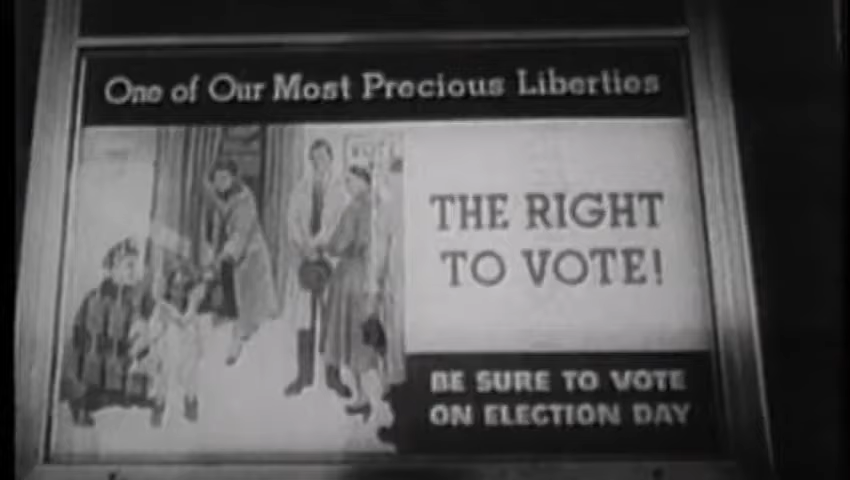 One of Our Most Precious Liberties
THE RIGHT
TO VOTE!
BE SURE TO VOTE
ON ELECTION DAY